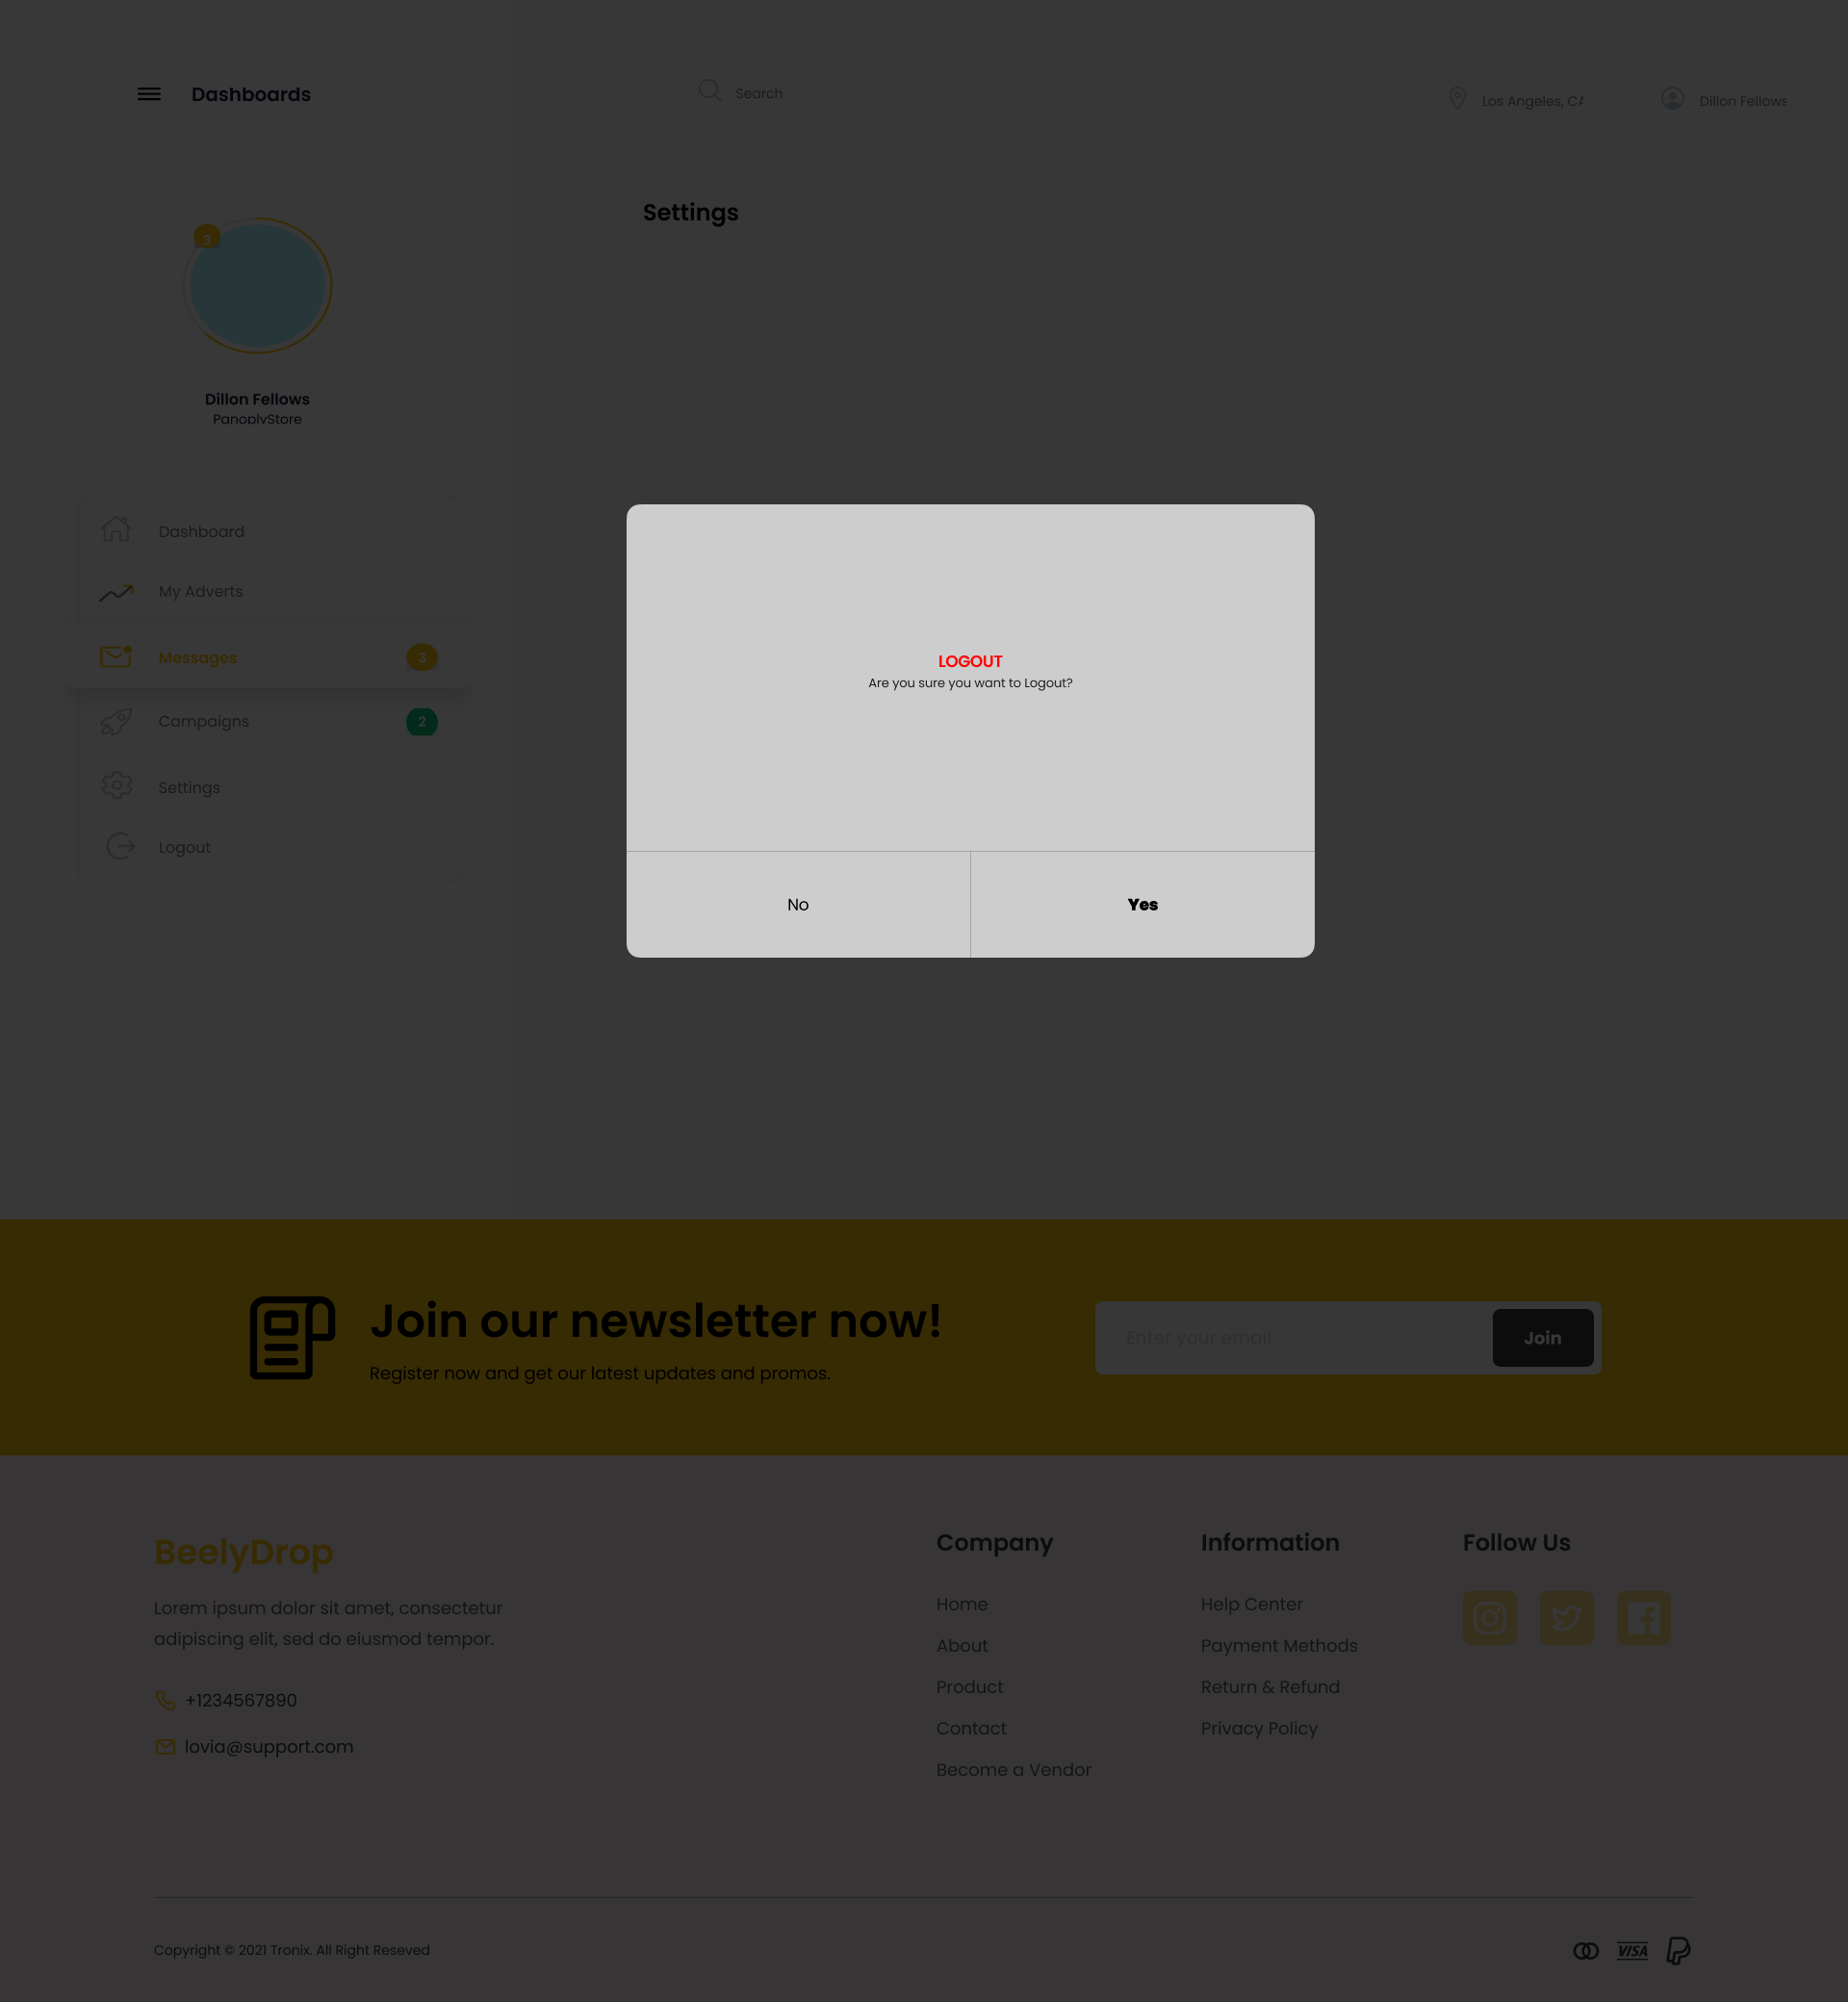 Dashboards
Search
Los Angeles, CA
Dillon Fellows
Settings
3
Dillon Fellows
PanoplyStore
Dashboard
My Adverts
Messages
3
Campaigns
2
Settings
Logout
LOGOUT
Are you sure you want to Logout?
No
Yes
Join our newsletter now!
Register now and get our latest updates and promos.
Enter your email
Join
BeelyDrop
Lorem ipsum dolor sit amet, consectetur
adipiscing elit, sed do eiusmod tempor.
+1234567890
lovia@support.com
Company
Home
About
Product
Contact
Become a Vendor
Information
Help Center
Payment Methods
Return & Refund
Privacy Policy
Follow Us
Copyright © 2021 Tronix. All Right Reseved
VISA